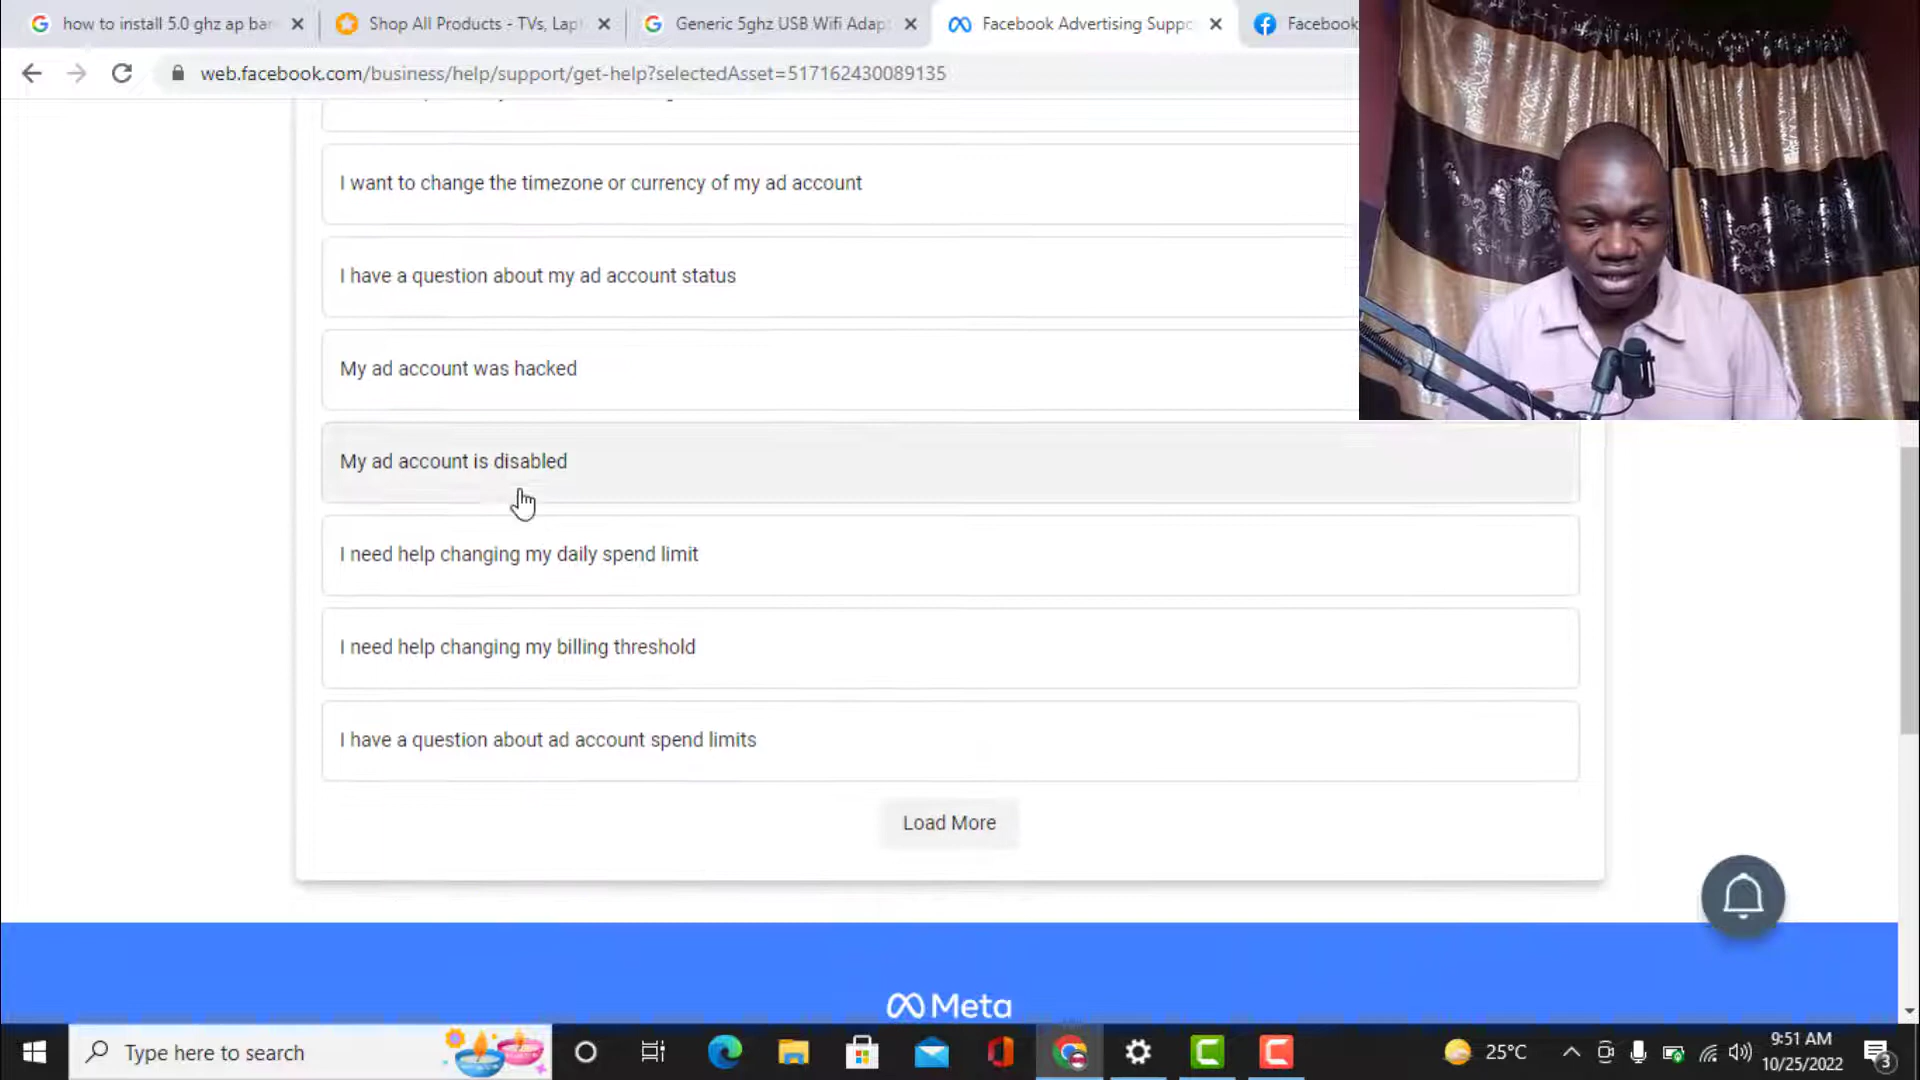 how to install 5.0 ghz ap ban
Shop All Products - TVs, Lapt
Generic 5ghz USB Wifi Adap
Facebook Advertising Suppo
Facebook
web.facebook.com/business/help/support/get-help?selectedAsset=517162430089135
I want to change the timezone or currency of my ad account
I have a question about my ad account status
My ad account was hacked
My ad account is disabled
I need help changing my daily spend limit
I need help changing my billing threshold
I have a question about ad account spend limits
Load More
Meta
Type here to search
25°C
9:51 AM
10/25/2022
3